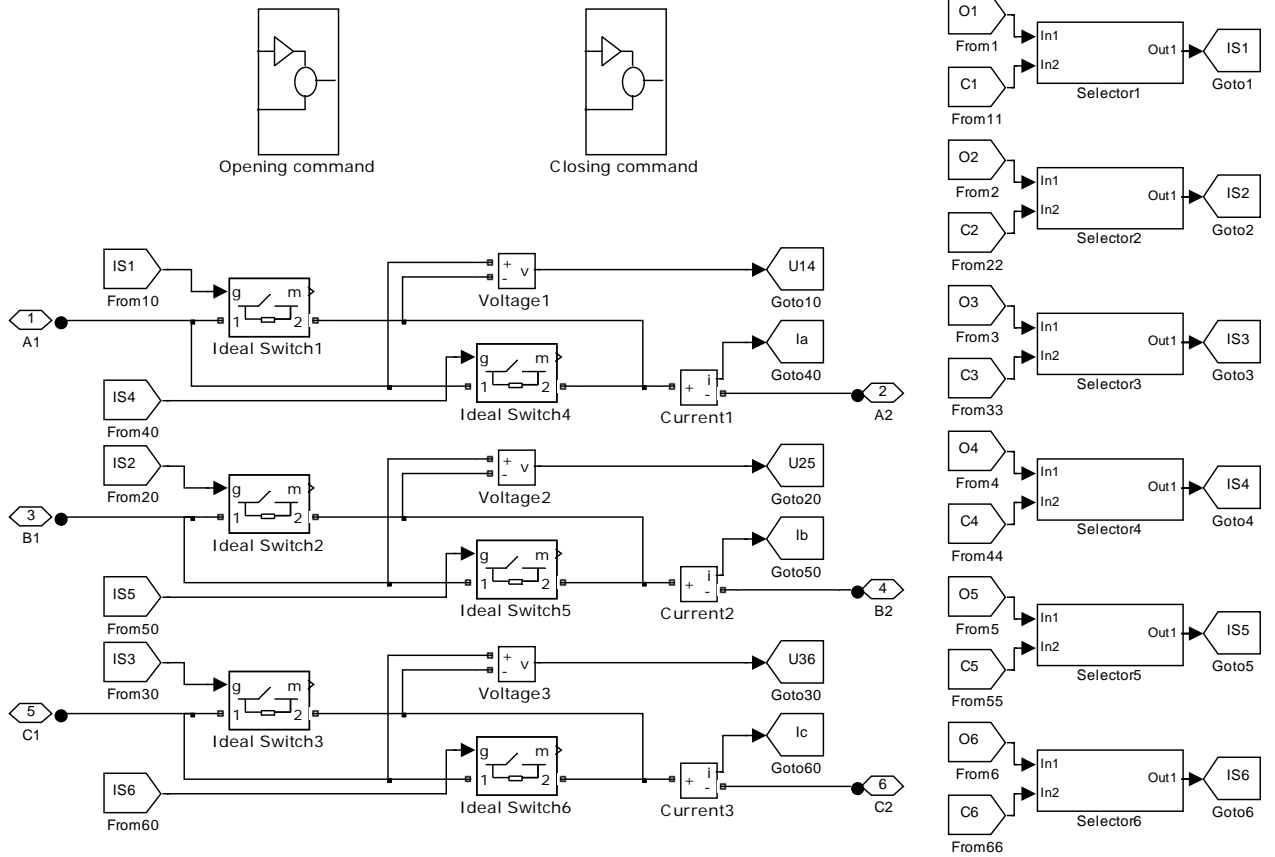 Opening command
Closing command
IS1
From10
1
A1
g
m
1
2
Ideal Switch1
+
-
v
Voltage1
U14
Goto10
IS4
From40
g
m
1
2
Ideal Switch4
+
i
-
Current1
Ia
Goto40
2
A2
IS2
From20
3
B1
g
m
1
2
Ideal Switch2
+
-
v
Voltage2
U25
Goto20
IS5
From50
g
m
1
2
Ideal Switch5
+
i
-
Current2
Ib
Goto50
4
B2
IS3
From30
5
C1
g
m
1
2
Ideal Switch3
+
-
v
Voltage3
U36
Goto30
IS6
From60
g
m
1
2
Ideal Switch6
+
i
-
Current3
Ic
Goto60
6
C2
O1
From1
C1
From11
In1
In2
Out1
Selector1
IS1
Goto1
O2
From2
C2
From22
In1
In2
Out1
Selector2
IS2
Goto2
O3
From3
C3
From33
In1
In2
Out1
Selector3
IS3
Goto3
O4
From4
C4
From44
In1
In2
Out1
Selector4
IS4
Goto4
O5
From5
C5
From55
In1
In2
Out1
Selector5
IS5
Goto5
O6
From6
C6
From66
In1
In2
Out1
Selector6
IS6
Goto6